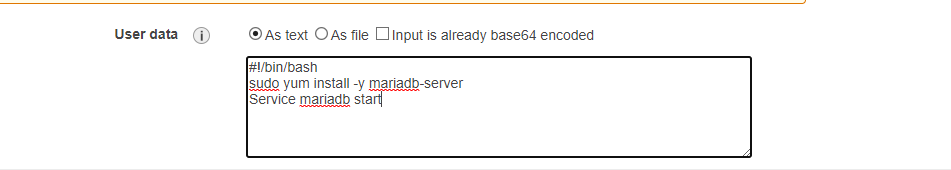 User data i As text As file Input is already base64 encoded
#!/bin/bash
sudo yum install -y mariadb-server
Service mariadb start